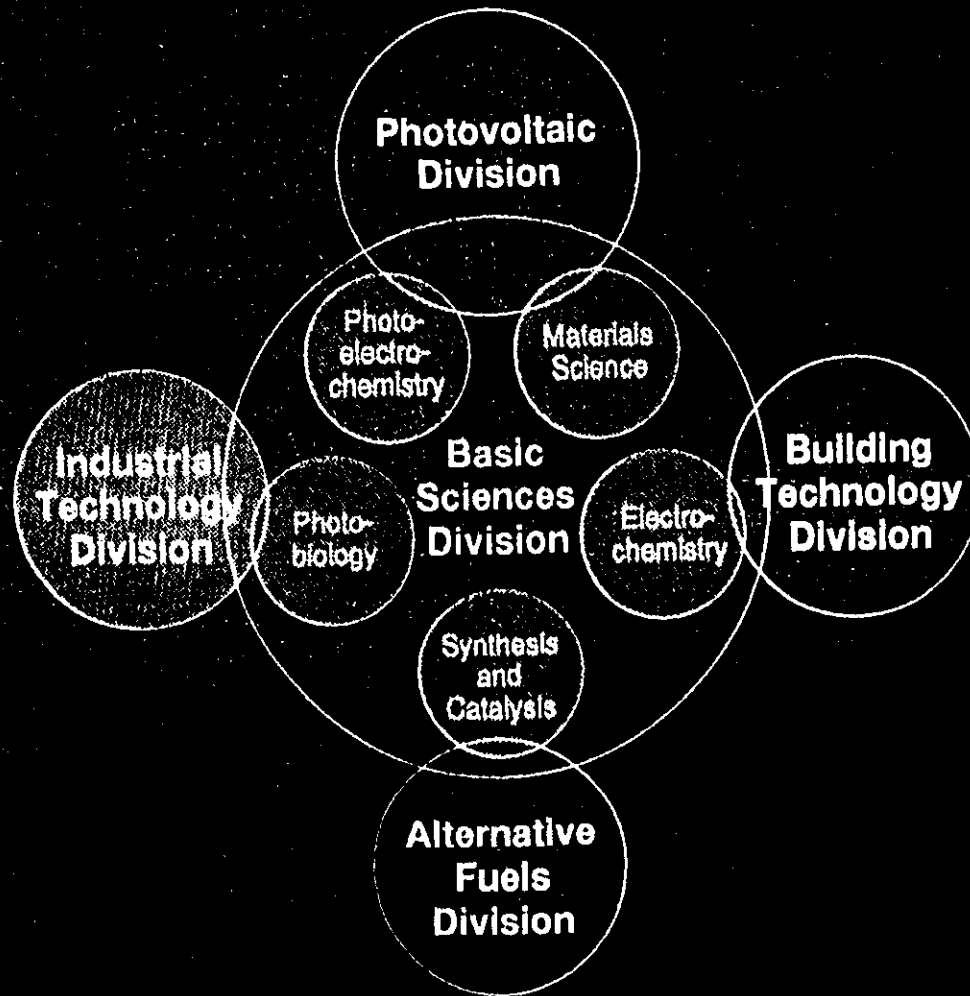 Photovoltaic
Division
Photo-
electro-
chemistry
Materials
Science
Industrial
Technology
Division
Basic
Sciences
Division
Building
Technology
Division
Photo-
biology
Electro-
chemistry
Synthesis
and
Catalysis
Alternative
Fuels
Division